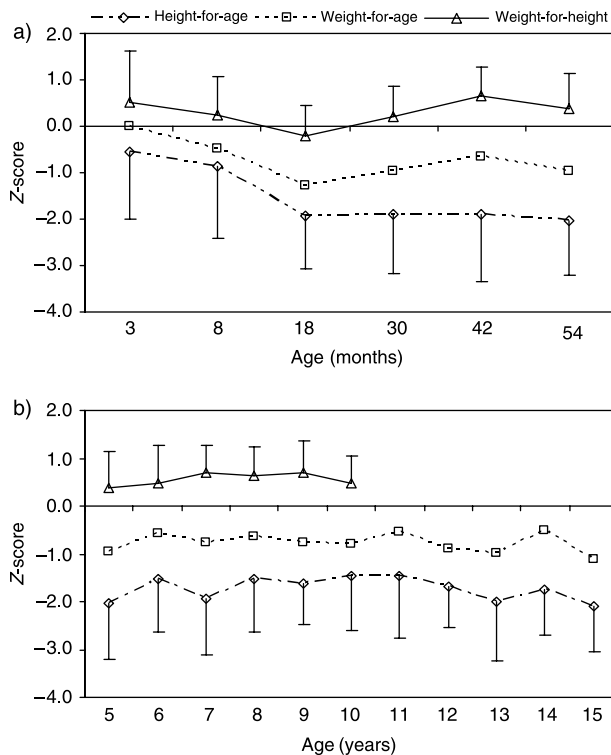 Height-for-age Weight-for-age Weight-for-height
a)
2.0
1.0
0.0
−1.0
−2.0
−3.0
−4.0
Z-score
3 8 18 30 42 54
Age (months)
b)
2.0
1.0
0.0
−1.0
−2.0
−3.0
−4.0
Z-score
5 6 7 8 9 10 11 12 13 14 15
Age (years)